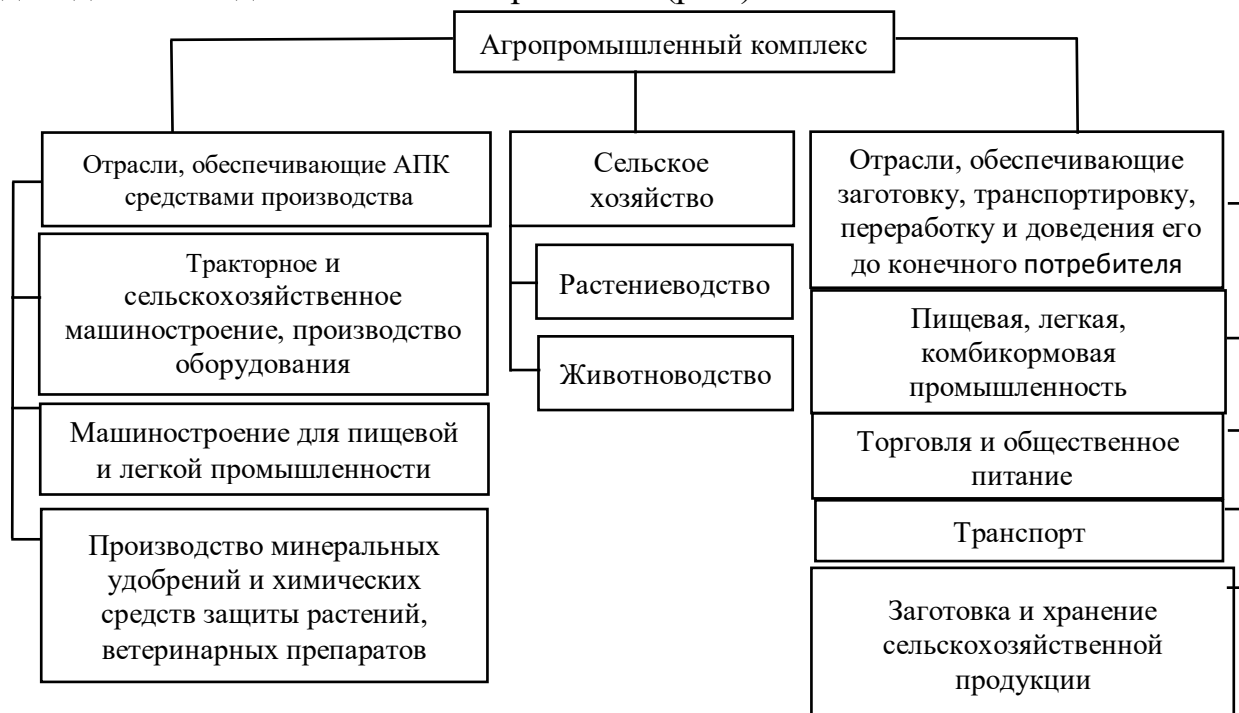 Агропромышленный комплекс
Отрасли, обеспечивающие АПК
средствами производства
Тракторное и
сельскохозяйственное
машиностроение, производство
оборудования
Машиностроение для пищевой
и легкой промышленности
Производство минеральных
удобрений и химических
средств защиты растений,
ветеринарных препаратов
Сельское
хозяйство
Растениеводство
Животноводство
Отрасли, обеспечивающие
заготовку, транспортировку,
переработку и доведения его
до конечного потребителя
Пищевая, легкая,
комбикормовая
промышленность
Торговля и общественное
питание
Транспорт
Заготовка и хранение
сельскохозяйственной
продукции